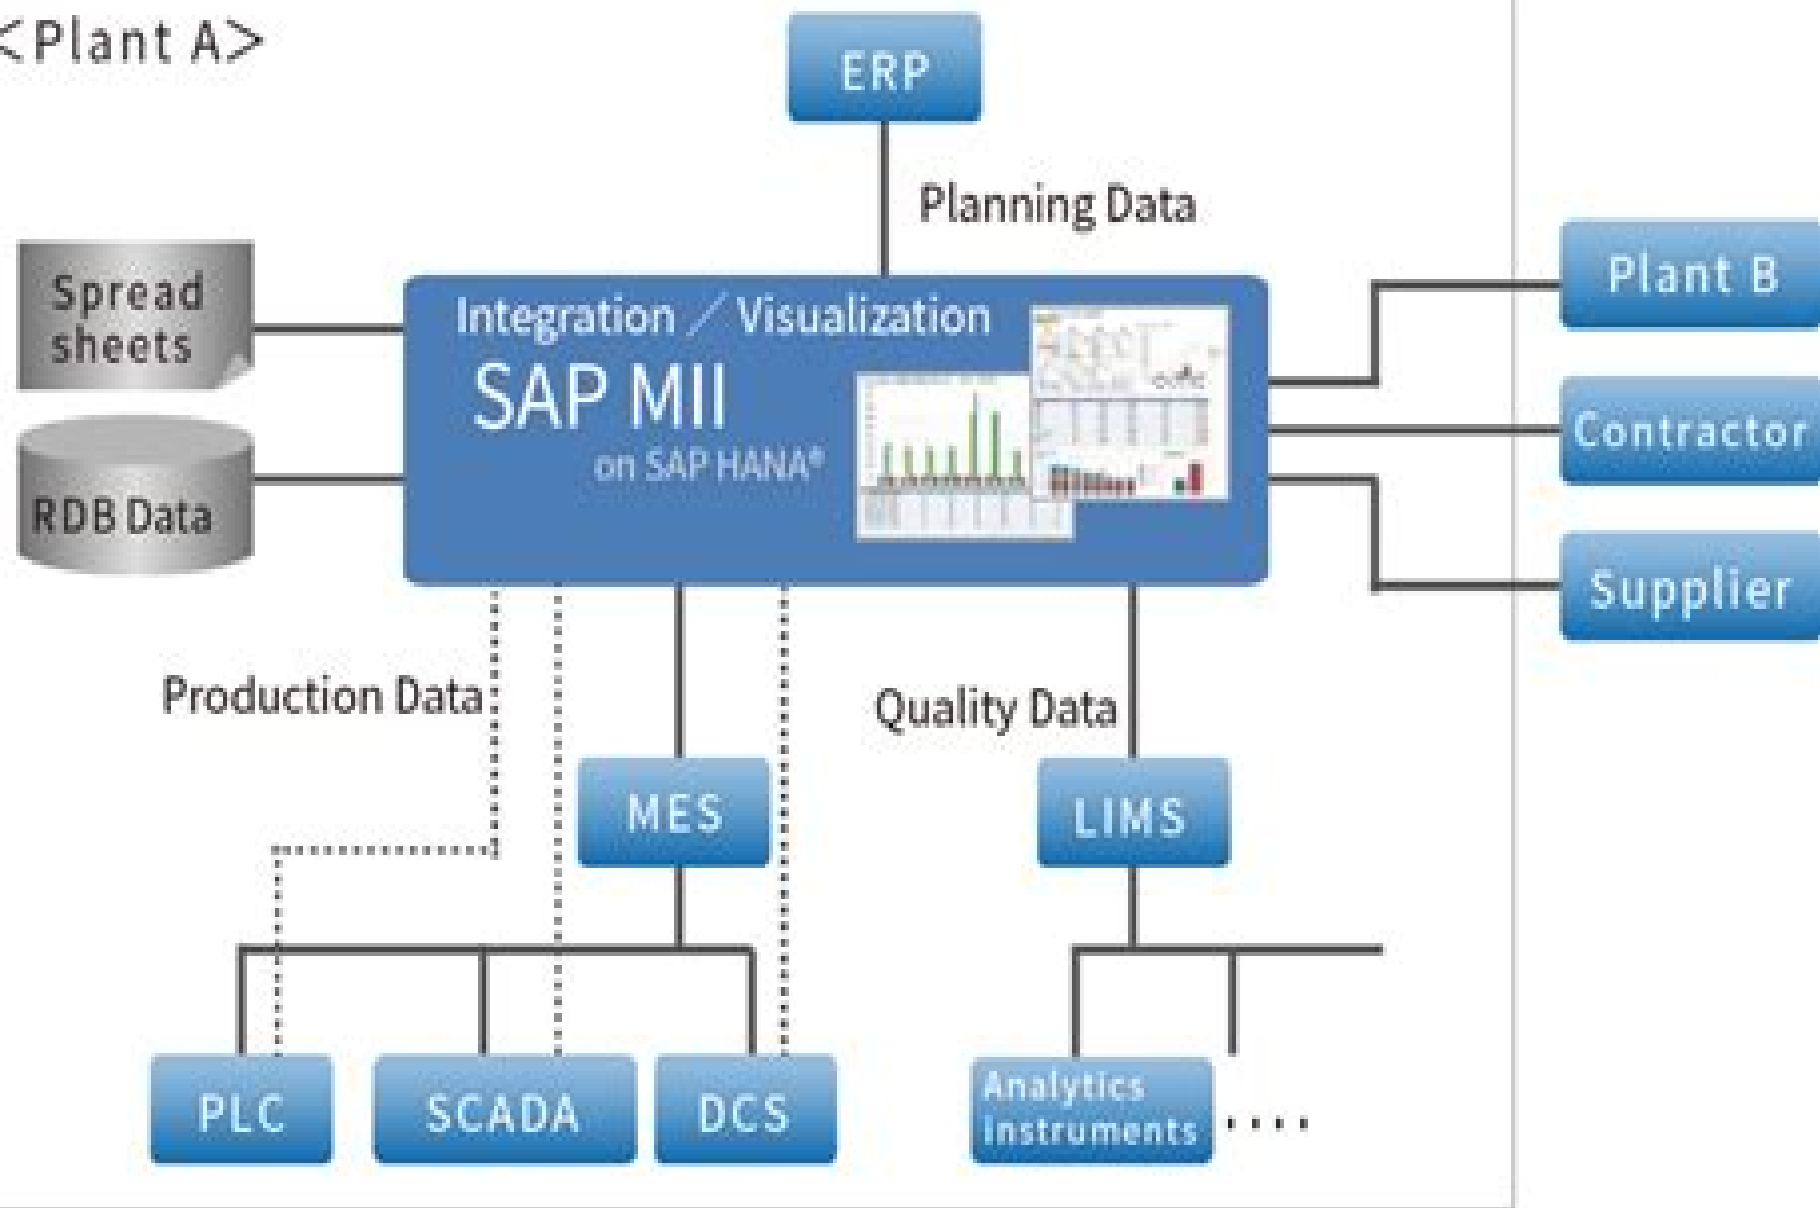 <Plant A>
ERP
Planning Data
Spread
sheets
RDB Data
Integration ／ Visualization
SAP MII
on SAP HANA®
Plant B
Contractor
Supplier
Production Data
Quality Data
MES
LIMS
PLC
SCADA
DCS
Analytics
instruments
....